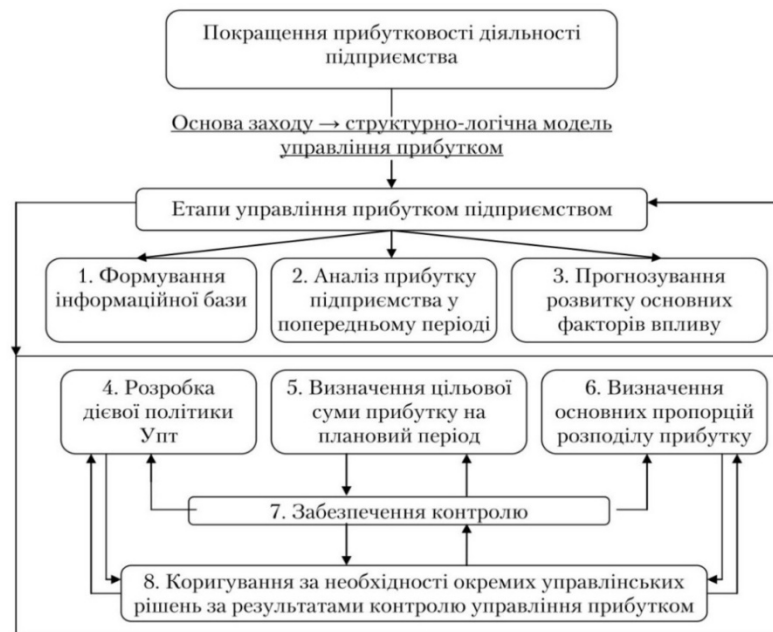 Покращення прибутковості діяльності
підприємства
Основа заходу → структурно-логічна модель
управління прибутком
Етапи управління прибутком підприємством
1. Формування
інформаційної бази
2. Аналіз прибутку
підприємства у
попередньому періоді
3. Прогнозування
розвитку основних
факторів впливу
4. Розробка
дієвої політики
Упт
5. Визначення цільової
суми прибутку на
плановий період
6. Визначення
основних пропорцій
розподілу прибутку
7. Забезпечення контролю
8. Коригування за необхідності окремих управлінських
рішень за результатами контролю управління прибутком